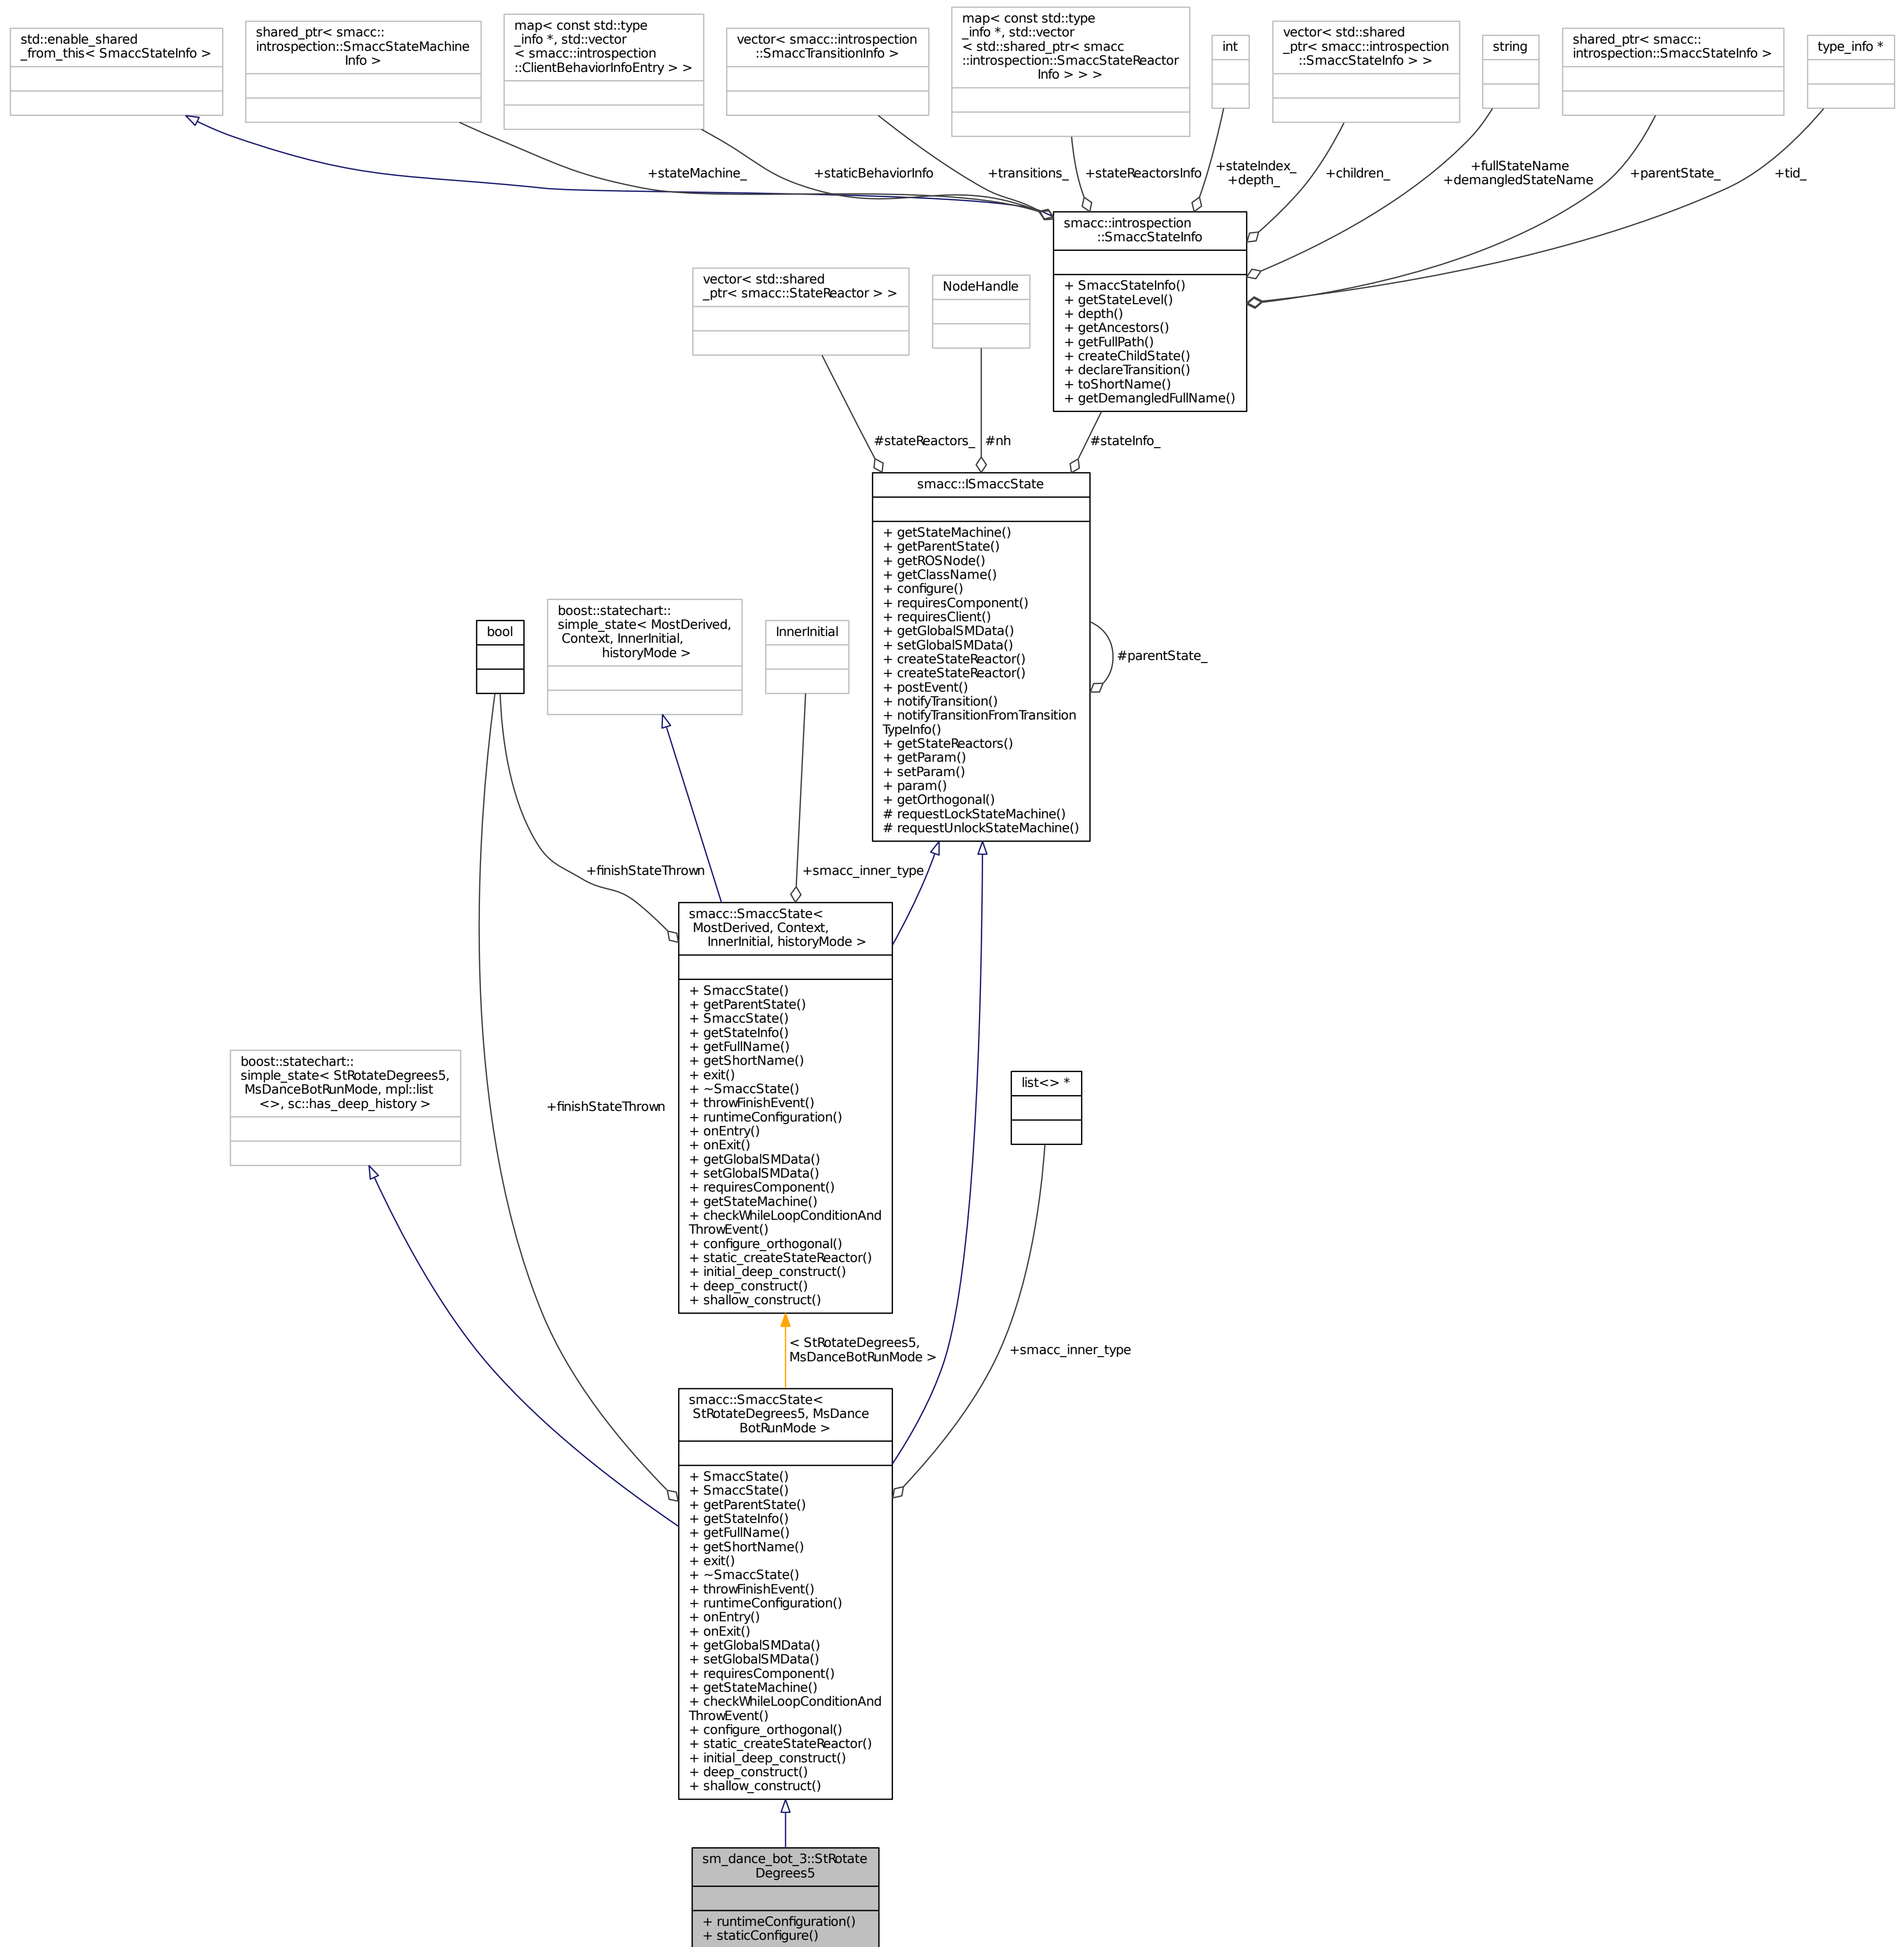 std::enable_shared
_from_this< SmaccStateInfo >
shared_ptr< smacc::
introspection::SmaccStateMachine
Info >
map< const std::type
_info *, std::vector
< smacc::introspection
::ClientBehaviorInfoEntry > >
vector< smacc::introspection
::SmaccTransitionInfo >
map< const std::type
_info *, std::vector
< std::shared_ptr< smacc
::introspection::SmaccStateReactor
Info > > >
int
vector< std::shared
_ptr< smacc::introspection
::SmaccStateInfo > >
string
shared_ptr< smacc::
introspection::SmaccStateInfo >
type_info *
+stateMachine_
+staticBehaviorInfo
+transitions_
+stateReactorsInfo
+stateIndex_
+depth_
+children_
+fullStateName
+demangledStateName
+parentState_
+tid_
smacc::introspection
::SmaccStateInfo
+ SmaccStateInfo()
+ getStateLevel()
+ depth()
+ getAncestors()
+ getFullPath()
+ createChildState()
+ declareTransition()
+ toShortName()
+ getDemangledFullName()
vector< std::shared
_ptr< smacc::StateReactor > >
NodeHandle
#stateReactors_
#nh
#stateInfo_
smacc::ISmaccState
+ getStateMachine()
+ getParentState()
+ getROSNode()
+ getClassName()
+ configure()
+ requiresComponent()
+ requiresClient()
+ getGlobalSMData()
+ setGlobalSMData()
+ createStateReactor()
+ createStateReactor()
+ postEvent()
+ notifyTransition()
+ notifyTransitionFromTransition
TypeInfo()
+ getStateReactors()
+ getParam()
+ setParam()
+ param()
+ getOrthogonal()
# requestLockStateMachine()
# requestUnlockStateMachine()
#parentState_
bool
boost::statechart::
simple_state< MostDerived,
Context, InnerInitial,
historyMode >
InnerInitial
+finishStateThrown
+smacc_inner_type
smacc::SmaccState<
MostDerived, Context,
InnerInitial, historyMode >
+ SmaccState()
+ getParentState()
+ SmaccState()
+ getStateInfo()
+ getFullName()
+ getShortName()
+ exit()
+ ~SmaccState()
+ throwFinishEvent()
+ runtimeConfiguration()
+ onEntry()
+ onExit()
+ getGlobalSMData()
+ setGlobalSMData()
+ requiresComponent()
+ getStateMachine()
+ checkWhileLoopConditionAnd
ThrowEvent()
+ configure_orthogonal()
+ static_createStateReactor()
+ initial_deep_construct()
+ deep_construct()
+ shallow_construct()
boost::statechart::
simple_state< StRotateDegrees5,
MsDanceBotRunMode, mpl::list
<>, sc::has_deep_history >
+finishStateThrown
list<> *
< StRotateDegrees5,
MsDanceBotRunMode >
+smacc_inner_type
smacc::SmaccState<
StRotateDegrees5, MsDance
BotRunMode >
+ SmaccState()
+ SmaccState()
+ getParentState()
+ getStateInfo()
+ getFullName()
+ getShortName()
+ exit()
+ ~SmaccState()
+ throwFinishEvent()
+ runtimeConfiguration()
+ onEntry()
+ onExit()
+ getGlobalSMData()
+ setGlobalSMData()
+ requiresComponent()
+ getStateMachine()
+ checkWhileLoopConditionAnd
ThrowEvent()
+ configure_orthogonal()
+ static_createStateReactor()
+ initial_deep_construct()
+ deep_construct()
+ shallow_construct()
sm_dance_bot_3::StRotate
Degrees5
+ runtimeConfiguration()
+ staticConfigure()